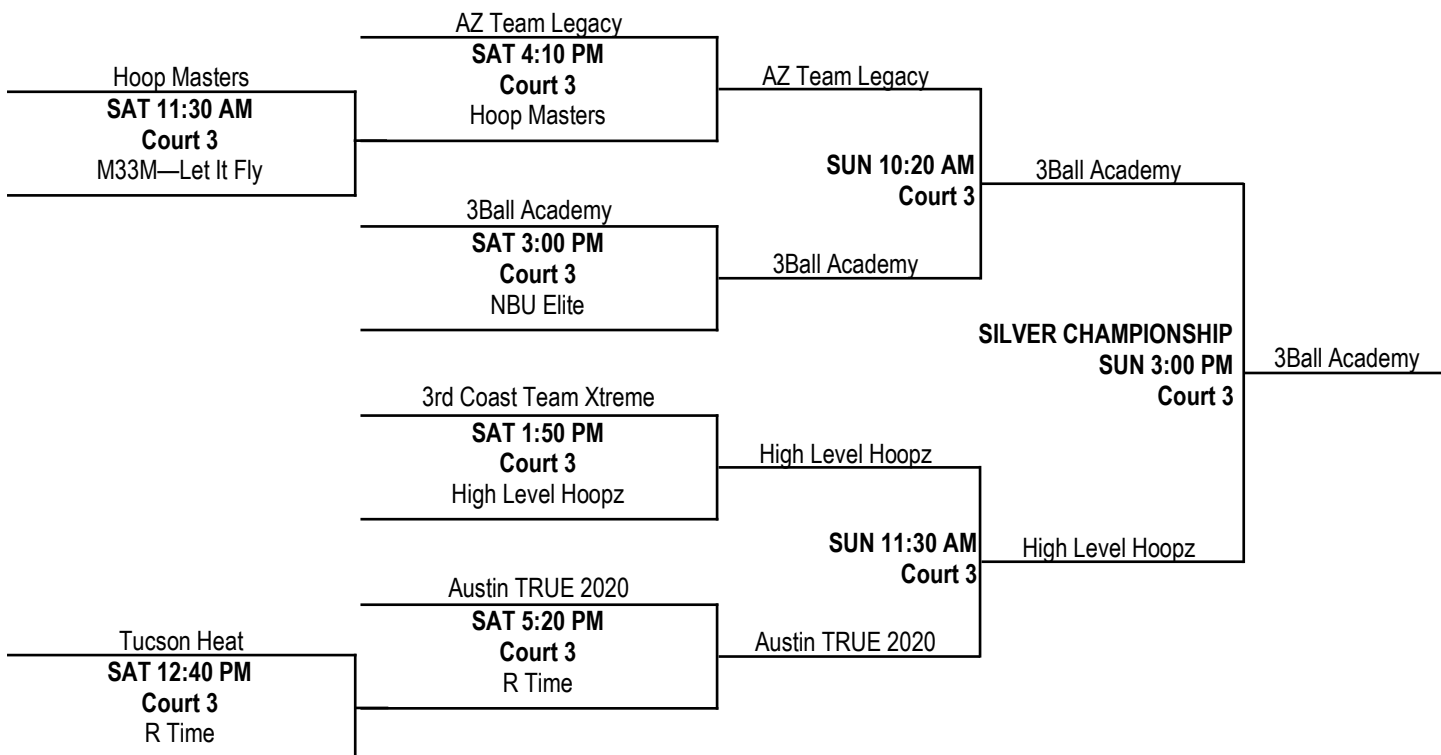 Hoop Masters
SAT 11:30 AM
Court 3
M33M—Let It Fly
Tucson Heat
SAT 12:40 PM
Court 3
R Time
AZ Team Legacy
SAT 4:10 PM
Court 3
Hoop Masters
3Ball Academy
SAT 3:00 PM
Court 3
NBU Elite
3rd Coast Team Xtreme
SAT 1:50 PM
Court 3
High Level Hoopz
Austin TRUE 2020
SAT 5:20 PM
Court 3
R Time
AZ Team Legacy
SUN 10:20 AM
Court 3
3Ball Academy
High Level Hoopz
SUN 11:30 AM
Court 3
Austin TRUE 2020
3Ball Academy
SILVER CHAMPIONSHIP
SUN 3:00 PM
Court 3
High Level Hoopz
3Ball Academy